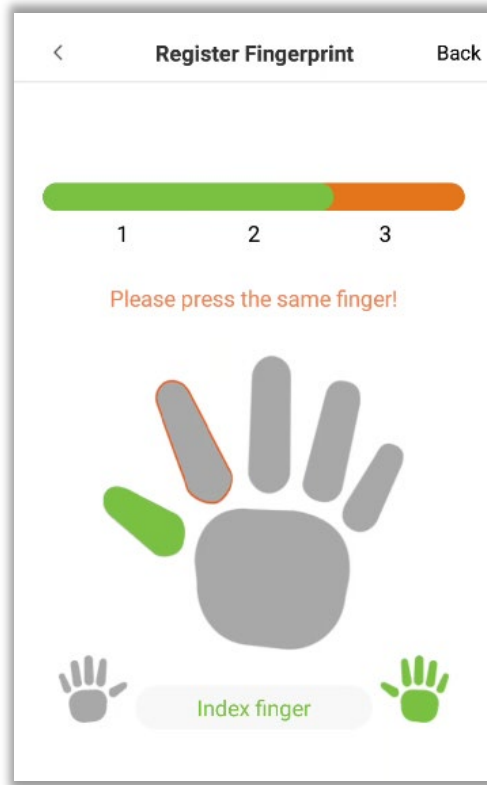 Register Fingerprint Back
1 2 3
Please press the same finger!
Index finger